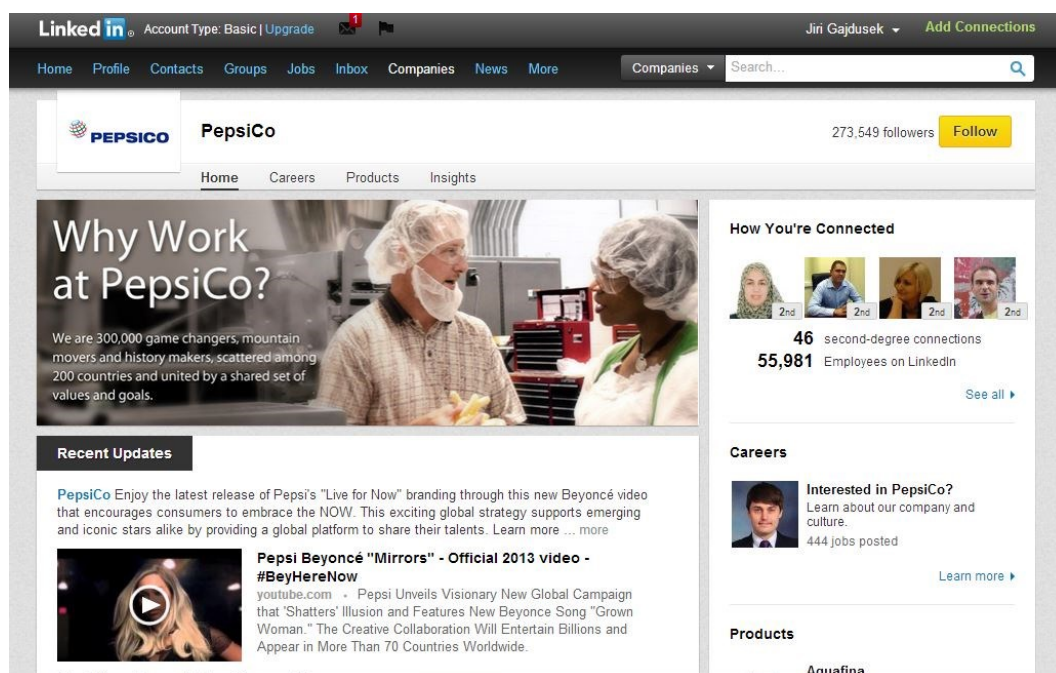 Linked in ® Account Type: Basic | Upgrade 1 Jiri Gajdusek Add Connections
Home Profile Contacts Groups Jobs Inbox Companies News More Companies Search...
PEPSICO PepsiCo 273,549 followers Follow
Home Careers Products Insights
Why Work
at PepsiCo?
We are 300,000 game changers, mountain
movers and history makers, scattered among
200 countries and united by a shared set of
values and goals.
How You're Connected
2nd 2nd 2nd 2nd
46 second-degree connections
55,981 Employees on LinkedIn
See all
Recent Updates
PepsiCo Enjoy the latest release of Pepsi's "Live for Now" branding through this new Beyoncé video
that encourages consumers to embrace the NOW. This exciting global strategy supports emerging
and iconic stars alike by providing a global platform to share their talents. Learn more ... more
Pepsi Beyoncé "Mirrors" - Official 2013 video -
#BeyHereNow
youtube.com • Pepsi Unveils Visionary New Global Campaign
that 'Shatters' Illusion and Features New Beyonce Song "Grown
Woman." The Creative Collaboration Will Entertain Billions and
Appear in More Than 70 Countries Worldwide.
Careers
Interested in PepsiCo?
Learn about our company and
culture.
444 jobs posted
Learn more
Products
Aquafina